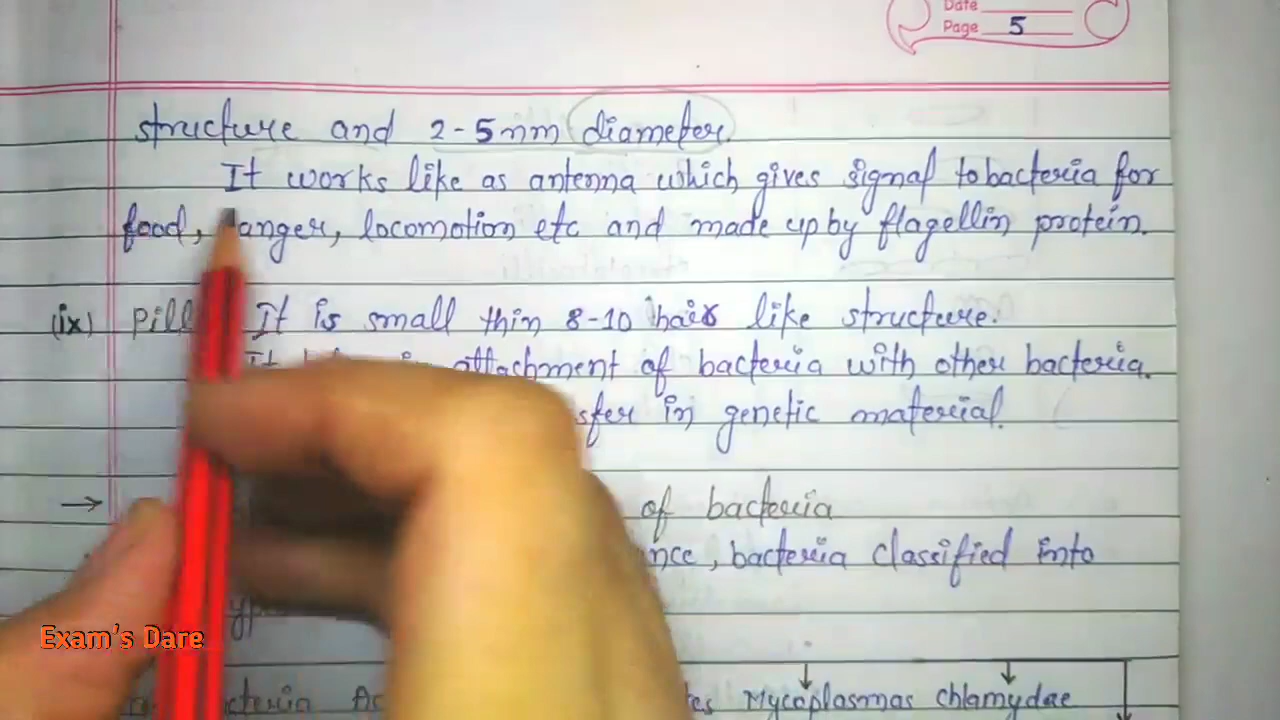 Date
Page 5
structure and 2-5nm diameter.
It works like as antenna which gives signal to bacteria for
food, anger, locomotion etc and made up by flagellin protein.
(ix) Pill It is small thin 8-10 hair like structure.
It attachment of bacteria with other bacteria.
sfer in genetic material.
→ of bacteria
nce, bacteria classified into
Exam's Dare
Mycoplasmas Chlamydae